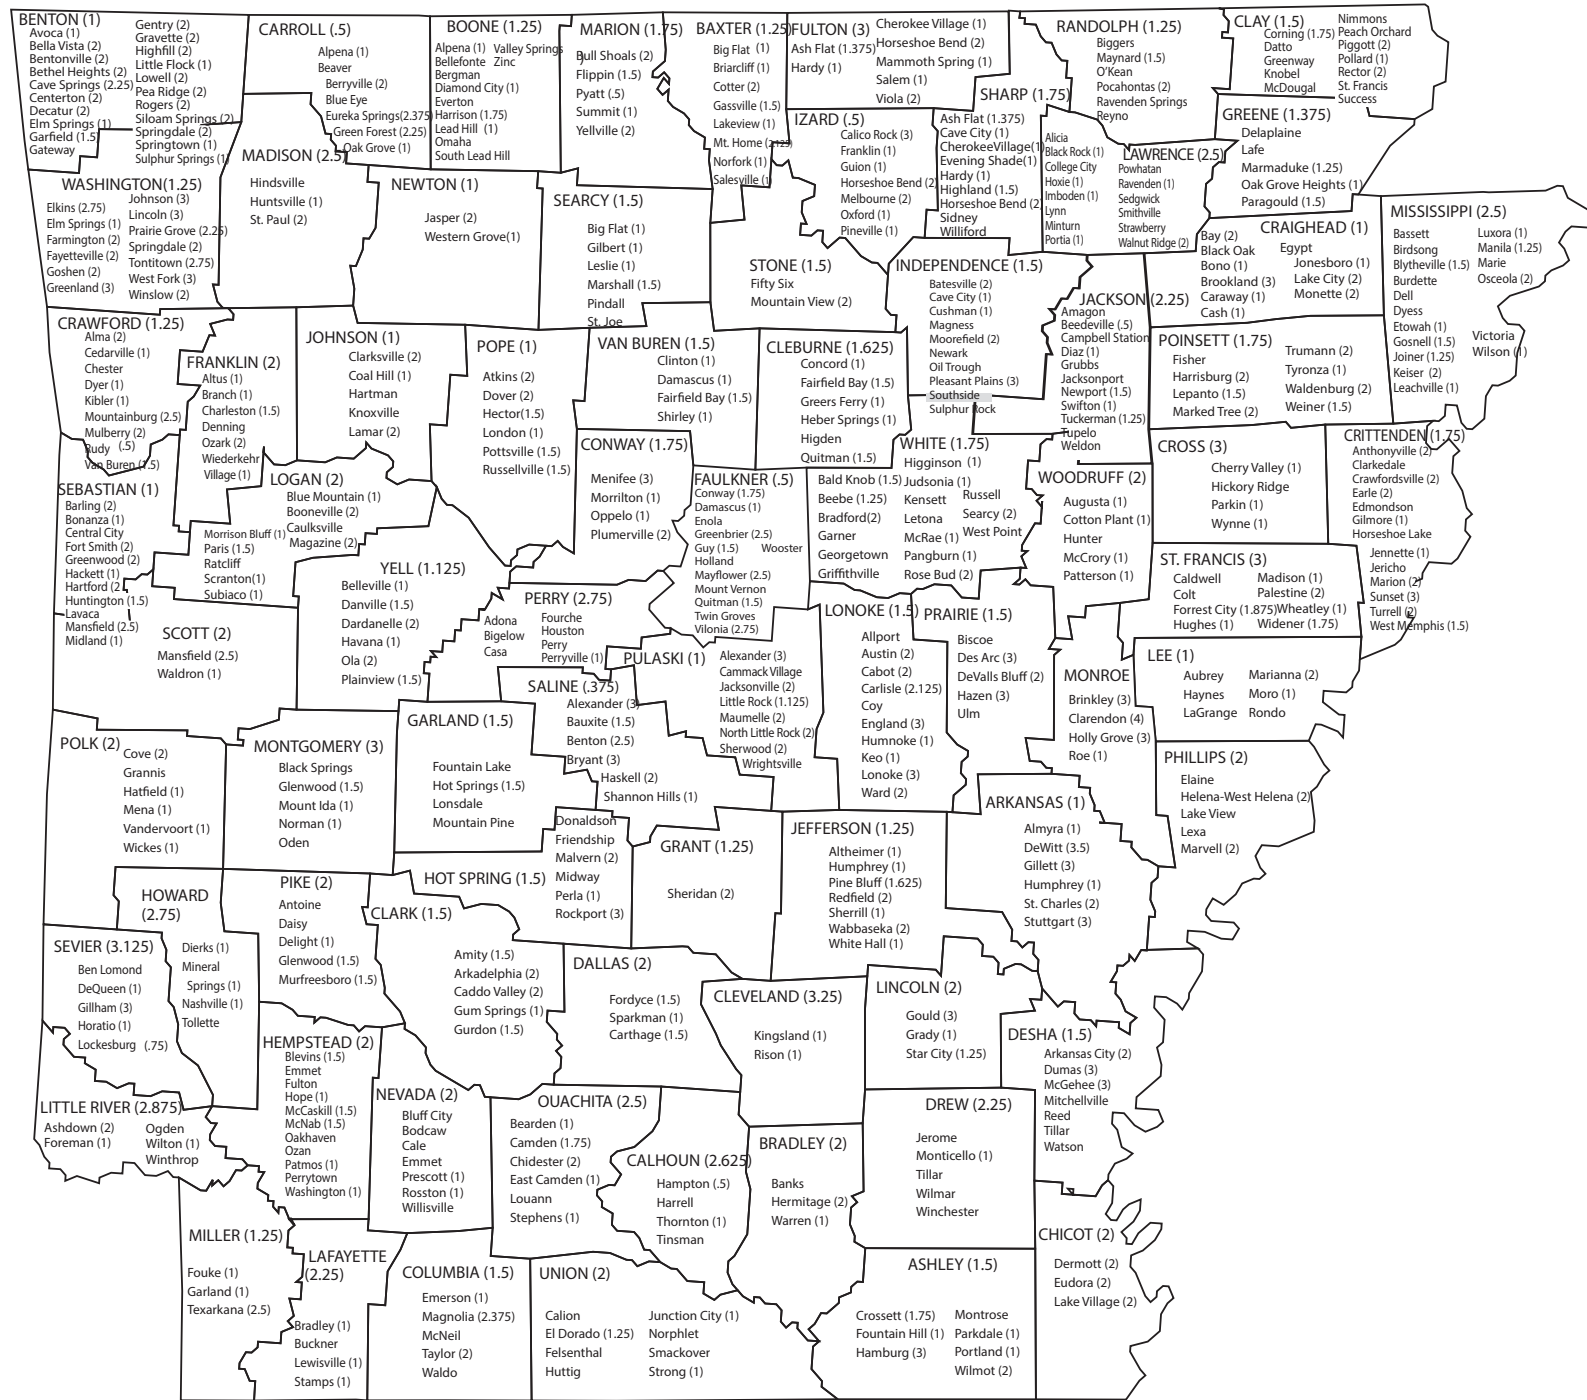 BENTON (1)
Avoca (1)
Bella Vista (2)
Bentonville (2)
Bethel Heights (2)
Cave Springs (2.25)
Centerton (2)
Decatur (2)
Elm Springs (1)
Garfield (1.5)
Gateway
Gentry (2)
Gravette (2)
Highfill (2)
Little Flock (1)
Lowell (2)
Pea Ridge (2)
Rogers (2)
Siloam Springs (2)
Springdale (2)
Springtown (1)
Sulphur Springs (1)
CARROLL (.5)
Alpena (1)
Beaver
Berryville (2)
Blue Eye
Eureka Springs(2.375)
Green Forest (2.25)
Oak Grove (1)
BOONE (1.25)
Alpena (1)
Bellefonte
Bergman
Diamond City (1)
Everton
Harrison (1.75)
Lead Hill (1)
Omaha
South Lead Hill
Valley Springs
Zinc
MARION (1.75)
Bull Shoals (2)
Flippin (1.5)
Pyatt (.5)
Summit (1)
Yellville (2)
BAXTER (1.25)
Big Flat (1)
Briarcliff (1)
Cotter (2)
Gassville (1.5)
Lakeview (1)
Mt. Home (2.125)
Norfork (1)
Salesville (1)
FULTON (3)
Ash Flat (1.375)
Hardy (1)
Cherokee Village (1)
Horseshoe Bend (2)
Mammoth Spring (1)
Salem (1)
Viola (2)
RANDOLPH (1.25)
Biggers
Maynard (1.5)
O'Kean
Pocahontas (2)
Ravenden Springs
Reyno
CLAY (1.5)
Corning (1.75)
Datto
Greenway
Knobel
McDougal
Nimmons
Peach Orchard
Piggott (2)
Pollard (1)
Rector (2)
St. Francis
Success
SHARP (1.75)
Ash Flat (1.375)
Cave City (1)
CherokeeVillage(1)
Evening Shade(1)
Hardy (1)
Highland (1.5)
Horseshoe Bend (2)
Sidney
Williford
IZARD (.5)
Calico Rock (3)
Franklin (1)
Guion (1)
Horseshoe Bend (2)
Melbourne (2)
Oxford (1)
Pineville (1)
LAWRENCE (2.5)
Alicia
Black Rock (1)
College City
Hoxie (1)
Imboden (1)
Lynn
Minturn
Portia (1)
Powhatan
Ravenden (1)
Sedgwick
Smithville
Strawberry
Walnut Ridge (2)
GREENE (1.375)
Delaplaine
Lafe
Marmaduke (1.25)
Oak Grove Heights (1)
Paragould (1.5)
MADISON (2.5)
Hindsville
Huntsville (1)
St. Paul (2)
WASHINGTON(1.25)
Elkins (2.75)
Elm Springs (1)
Farmington (2)
Fayetteville (2)
Goshen (2)
Greenland (3)
Johnson (3)
Lincoln (3)
Prairie Grove (2.25)
Springdale (2)
Tontitown (2.75)
West Fork (3)
Winslow (2)
NEWTON (1)
Jasper (2)
Western Grove(1)
SEARCY (1.5)
Big Flat (1)
Gilbert (1)
Leslie (1)
Marshall (1.5)
Pindall
St. Joe
STONE (1.5)
Fifty Six
Mountain View (2)
INDEPENDENCE (1.5)
Batesville (2)
Cave City (1)
Cushman (1)
Magness
Moorefield (2)
Newark
Oil Trough
Pleasant Plains (3)
Southside
Sulphur Rock
JACKSON (2.25)
Amagon
Beedeville (.5)
Campbell Station
Diaz (1)
Grubbs
Jacksonport
Newport (1.5)
Swifton (1)
Tuckerman (1.25)
Tupelo
Weldon
CRAIGHEAD (1)
Bay (2)
Black Oak
Bono (1)
Brookland (3)
Caraway (1)
Cash (1)
Egypt
Jonesboro (1)
Lake City (2)
Monette (2)
MISSISSIPPI (2.5)
Bassett
Birdsong
Blytheville (1.5)
Burdette
Dell
Dyess
Etowah (1)
Gosnell (1.5)
Joiner (1.25)
Keiser (2)
Leachville (1)
Luxora (1)
Manila (1.25)
Marie
Osceola (2)
Victoria
Wilson (1)
CRAWFORD (1.25)
Alma (2)
Cedarville (1)
Chester
Dyer (1)
Kibler (1)
Mountainburg (2.5)
Mulberry (2)
Rudy (.5)
Van Buren (1.5)
FRANKLIN (2)
Altus (1)
Branch (1)
Charleston (1.5)
Denning
Ozark (2)
Wiederkehr
Village (1)
JOHNSON (1)
Clarksville (2)
Coal Hill (1)
Hartman
Knoxville
Lamar (2)
POPE (1)
Atkins (2)
Dover (2)
Hector(1.5)
London (1)
Pottsville (1.5)
Russellville (1.5)
VAN BUREN (1.5)
Clinton (1)
Damascus (1)
Fairfield Bay (1.5)
Shirley (1)
CLEBURNE (1.625)
Concord (1)
Fairfield Bay (1.5)
Greers Ferry (1)
Heber Springs (1)
Higden
Quitman (1.5)
POINSETT (1.75)
Fisher
Harrisburg (2)
Lepanto (1.5)
Marked Tree (2)
Trumann (2)
Tyronza (1)
Waldenburg (2)
Weiner (1.5)
SEBASTIAN (1)
Barling (2)
Bonanza (1)
Central City
Fort Smith (2)
Greenwood (2)
Hackett (1)
Hartford (2)
Huntington (1.5)
Lavaca
Mansfield (2.5)
Midland (1)
LOGAN (2)
Blue Mountain (1)
Booneville (2)
Caulksville
Magazine (2)
Morrison Bluff (1)
Paris (1.5)
Ratcliff
Scranton(1)
Subiaco (1)
CONWAY (1.75)
Menifee (3)
Morrilton (1)
Oppelo (1)
Plumerville (2)
FAULKNER (.5)
Conway (1.75)
Damascus (1)
Enola
Greenbrier (2.5)
Guy (1.5)
Holland
Mayflower (2.5)
Mount Vernon
Quitman (1.5)
Twin Groves
Vilonia (2.75)
Wooster
WHITE (1.75)
Bald Knob (1.5)
Beebe (1.25)
Bradford(2)
Garner
Georgetown
Griffithville
Higginson (1)
Judsonia (1)
Kensett
Letona
McRae (1)
Pangburn (1)
Rose Bud (2)
Russell
Searcy (2)
West Point
WOODRUFF (2)
Augusta (1)
Cotton Plant (1)
Hunter
McCrory (1)
Patterson (1)
CROSS (3)
Cherry Valley (1)
Hickory Ridge
Parkin (1)
Wynne (1)
CRITTENDEN (1.75)
Anthonyville (2)
Clarkedale
Crawfordsville (2)
Earle (2)
Edmondson
Gilmore (1)
Horseshoe Lake
Jennette (1)
Jericho
Marion (2)
Sunset (3)
Turrell (2)
West Memphis (1.5)
ST. FRANCIS (3)
Caldwell
Colt
Forrest City (1.875)
Hughes (1)
Madison (1)
Palestine (2)
Wheatley (1)
Widener (1.75)
SCOTT (2)
Mansfield (2.5)
Waldron (1)
YELL (1.125)
Belleville (1)
Danville (1.5)
Dardanelle (2)
Havana (1)
Ola (2)
Plainview (1.5)
PERRY (2.75)
Adona
Bigelow
Casa
Fourche
Houston
Perry
Perryville (1)
PULASKI (1)
Alexander (3)
Cammack Village
Jacksonville (2)
Little Rock (1.125)
Maumelle (2)
North Little Rock (2)
Sherwood (2)
Wrightsville
SALINE (.375)
Alexander (3)
Bauxite (1.5)
Benton (2.5)
Bryant (3)
Haskell (2)
Shannon Hills (1)
LONOKE (1.5)
Allport
Austin (2)
Cabot (2)
Carlisle (2.125)
Coy
England (3)
Humnoke (1)
Keo (1)
Lonoke (3)
Ward (2)
PRAIRIE (1.5)
Biscoe
Des Arc (3)
DeValls Bluff (2)
Hazen (3)
Ulm
MONROE
Brinkley (3)
Clarendon (4)
Holly Grove (3)
Roe (1)
LEE (1)
Aubrey
Haynes
LaGrange
Marianna (2)
Moro (1)
Rondo
PHILLIPS (2)
Elaine
Helena-West Helena (2)
Lake View
Lexa
Marvell (2)
POLK (2)
Cove (2)
Grannis
Hatfield (1)
Mena (1)
Vandervoort (1)
Wickes (1)
MONTGOMERY (3)
Black Springs
Glenwood (1.5)
Mount Ida (1)
Norman (1)
Oden
GARLAND (1.5)
Fountain Lake
Hot Springs (1.5)
Lonsdale
Mountain Pine
HOT SPRING (1.5)
Donaldson
Friendship
Malvern (2)
Midway
Perla (1)
Rockport (3)
GRANT (1.25)
Sheridan (2)
JEFFERSON (1.25)
Altheimer (1)
Humphrey (1)
Pine Bluff (1.625)
Redfield (2)
Sherrill (1)
Wabbaseka (2)
White Hall (1)
ARKANSAS (1)
Almyra (1)
DeWitt (3.5)
Gillett (3)
Humphrey (1)
St. Charles (2)
Stuttgart (3)
HOWARD
(2.75)
Dierks (1)
Mineral
Springs (1)
Nashville (1)
Tollette
PIKE (2)
Antoine
Daisy
Delight (1)
Glenwood (1.5)
Murfreesboro (1.5)
CLARK (1.5)
Amity (1.5)
Arkadelphia (2)
Caddo Valley (2)
Gum Springs (1)
Gurdon (1.5)
SEVIER (3.125)
Ben Lomond
DeQueen (1)
Gillham (3)
Horatio (1)
Lockesburg (.75)
DALLAS (2)
Fordyce (1.5)
Sparkman (1)
Carthage (1.5)
CLEVELAND (3.25)
Kingsland (1)
Rison (1)
LINCOLN (2)
Gould (3)
Grady (1)
Star City (1.25)
DESHA (1.5)
Arkansas City (2)
Dumas (3)
McGehee (3)
Mitchellville
Reed
Tillar
Watson
HEMPSTEAD (2)
Blevins (1.5)
Emmet
Fulton
Hope (1)
McCaskill (1.5)
McNab (1.5)
Oakhaven
Ozan
Patmos (1)
Perrytown
Washington (1)
LITTLE RIVER (2.875)
Ashdown (2)
Foreman (1)
Ogden
Wilton (1)
Winthrop
NEVADA (2)
Bluff City
Bodcaw
Cale
Emmet
Prescott (1)
Rosston (1)
Willisville
OUACHITA (2.5)
Bearden (1)
Camden (1.75)
Chidester (2)
East Camden (1)
Louann
Stephens (1)
CALHOUN (2.625)
Hampton (.5)
Harrell
Thornton (1)
Tinsman
BRADLEY (2)
Banks
Hermitage (2)
Warren (1)
DREW (2.25)
Jerome
Monticello (1)
Tillar
Wilmar
Winchester
MILLER (1.25)
Fouke (1)
Garland (1)
Texarkana (2.5)
LAFAYETTE
(2.25)
Bradley (1)
Buckner
Lewisville (1)
Stamps (1)
COLUMBIA (1.5)
Emerson (1)
Magnolia (2.375)
McNeil
Taylor (2)
Waldo
UNION (2)
Calion
El Dorado (1.25)
Felsenthal
Huttig
Junction City (1)
Norphlet
Smackover
Strong (1)
ASHLEY (1.5)
Crossett (1.75)
Fountain Hill (1)
Hamburg (3)
Montrose
Parkdale (1)
Portland (1)
Wilmot (2)
CHICOT (2)
Dermott (2)
Eudora (2)
Lake Village (2)